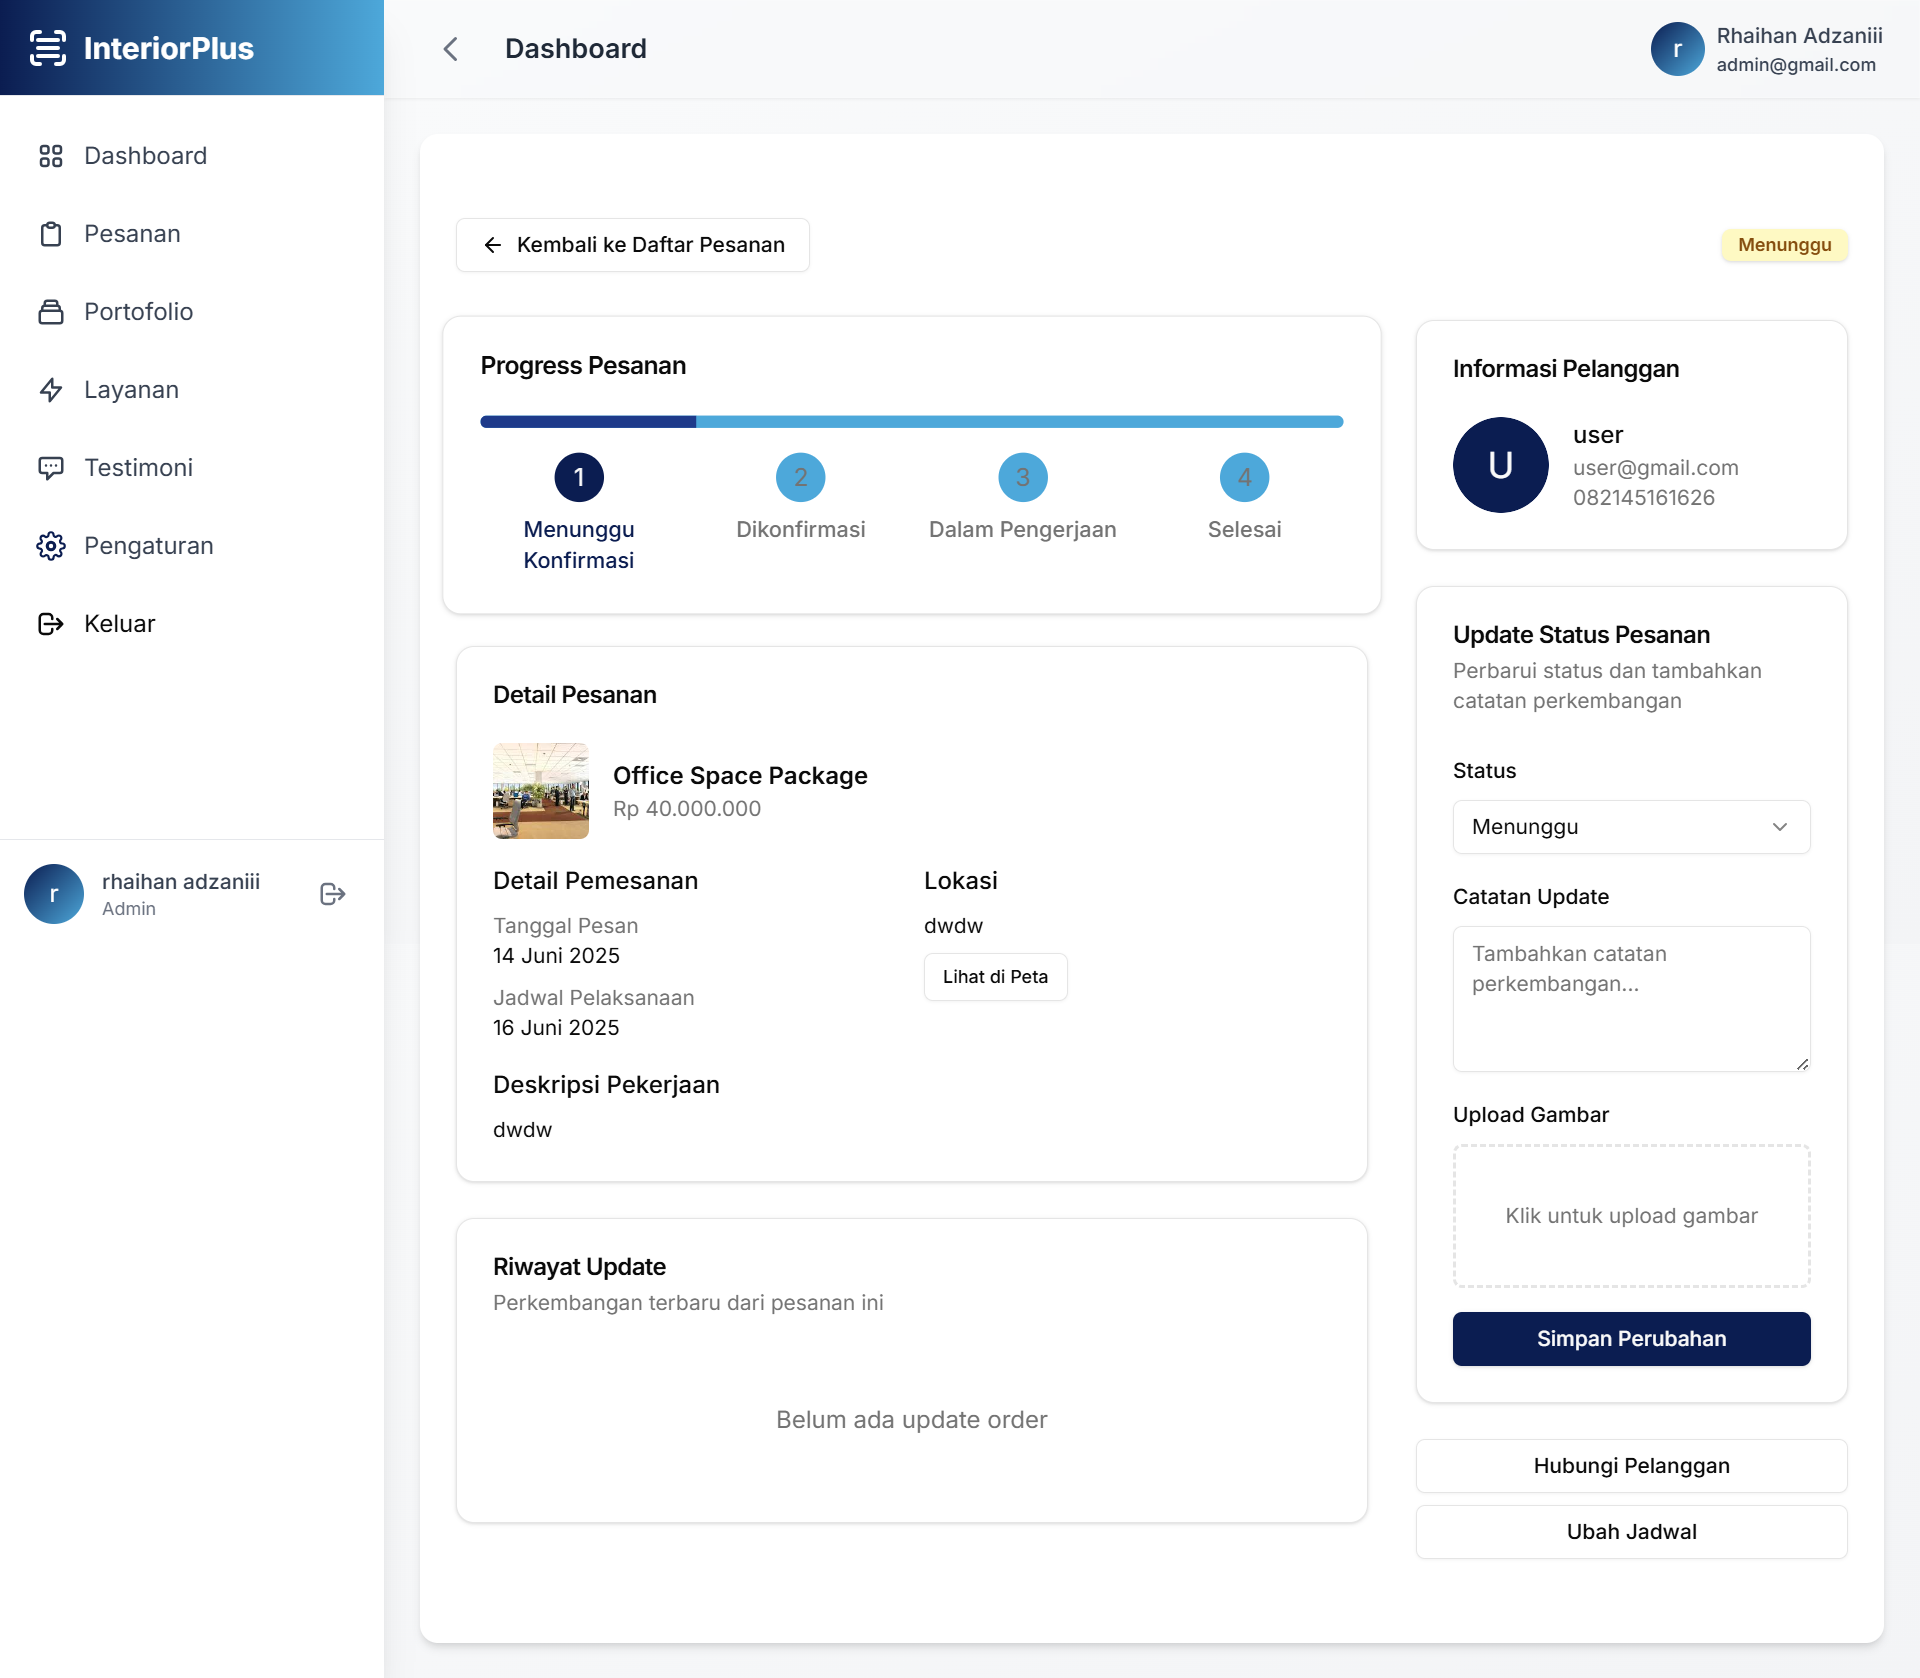 InteriorPlus
Dashboard
Pesanan
Portofolio
Layanan
Testimoni
Pengaturan
Keluar
r
rhaihan adzaniii
Admin
Dashboard
r
Rhaihan Adzaniii
admin@gmail.com
Kembali ke Daftar Pesanan
Menunggu
Progress Pesanan
1
2
3
4
Menunggu
Konfirmasi
Dikonfirmasi
Dalam Pengerjaan
Selesai
Detail Pesanan
Office Space Package
Rp 40.000.000
Detail Pemesanan
Tanggal Pesan
14 Juni 2025
Jadwal Pelaksanaan
16 Juni 2025
Lokasi
dwdw
Lihat di Peta
Deskripsi Pekerjaan
dwdw
Riwayat Update
Perkembangan terbaru dari pesanan ini
Belum ada update order
Informasi Pelanggan
U
user
user@gmail.com
082145161626
Update Status Pesanan
Perbarui status dan tambahkan
catatan perkembangan
Status
Menunggu
Catatan Update
Tambahkan catatan
perkembangan...
Upload Gambar
Klik untuk upload gambar
Simpan Perubahan
Hubungi Pelanggan
Ubah Jadwal